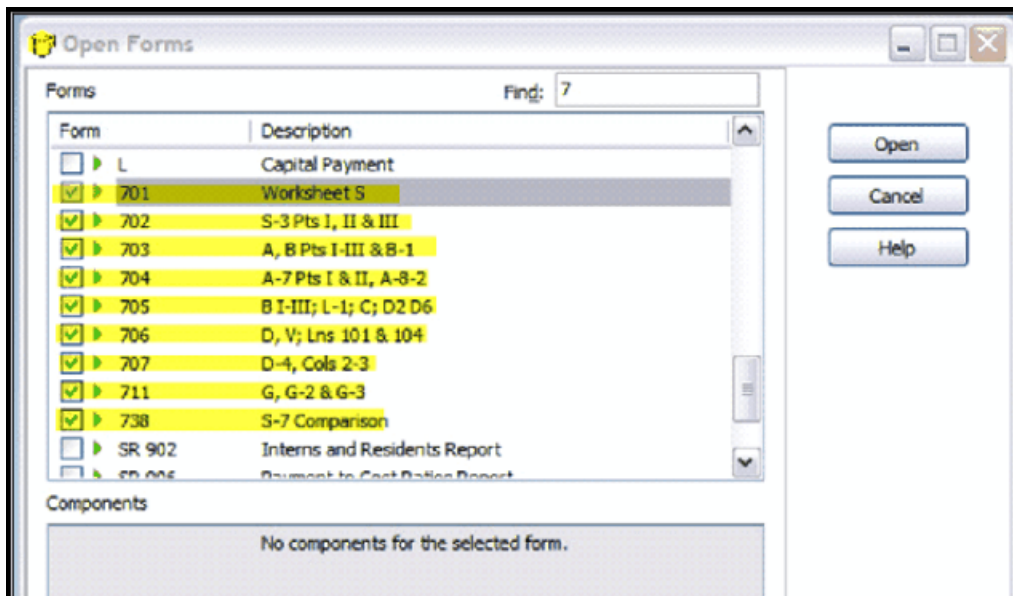 Open Forms
Forms Find: 7
Form Description
L Capital Payment
701 Worksheet S
702 S-3 Pts I, II & III
703 A, B Pts I-III & B-1
704 A-7 Pts I & II, A-8-2
705 B I-III; L-1; C; D2 D6
706 D, V; Lns 101 & 104
707 D-4, Cols 2-3
711 G, G-2 & G-3
738 S-7 Comparison
SR 902 Interns and Residents Report
Open
Cancel
Help
Components
No components for the selected form.